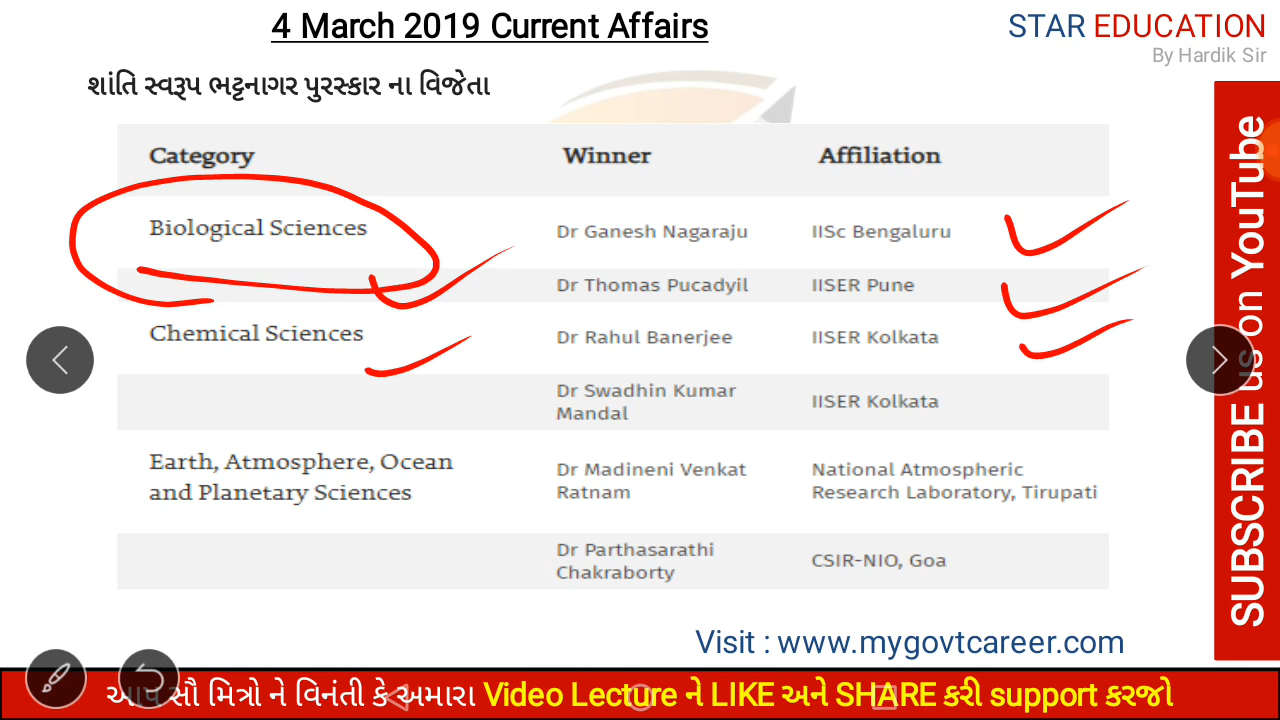 4 March 2019 Current Affairs
STAR EDUCATION
By Hardik Sir
શાંતિ સ્વરૂપ ભટ્ટનાગર પુરસ્કાર ના વિજેતા
Category Winner Affiliation
Biological Sciences Dr Ganesh Nagaraju IISc Bengaluru
Dr Thomas Pucadyil IISER Pune
Chemical Sciences Dr Rahul Banerjee IISER Kolkata
Dr Swadhin Kumar
Mandal IISER Kolkata
Earth, Atmosphere, Ocean
and Planetary Sciences
Dr Madineni Venkat
Ratnam
National Atmospheric
Research Laboratory, Tirupati
Dr Parthasarathi
Chakraborty CSIR-NIO, Goa
SUBSCRIBE us on YouTube
Visit : www.mygovtcareer.com
આપ સૌ મિત્રો ને વિનંતી કે અમારા Video Lecture ને LIKE અને SHARE કરી support કરજો